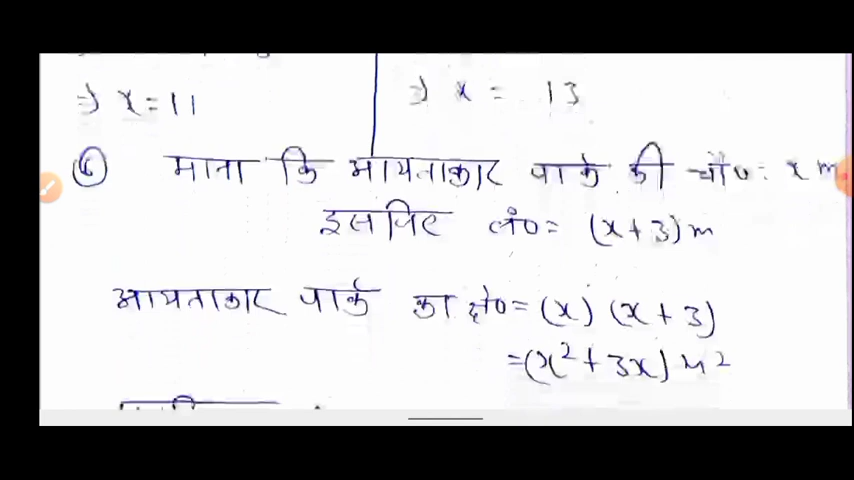 ⇒ x = 11
⇒ x = 13
6 माना कि आयताकार पार्क की चौ० = x m
इसलिए लं० = (x + 3) m
आयताकार पार्क का क्षे० = (x) (x + 3)
= (x² + 3x) m²